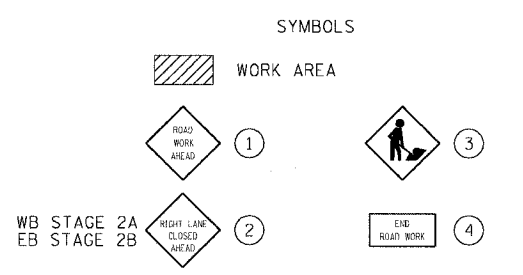 SYMBOLS
WORK AREA
ROAD
WORK
AHEAD
1
3
WB STAGE 2A
EB STAGE 2B
RIGHT LANE
CLOSED
AHEAD
2
END
ROAD WORK
4